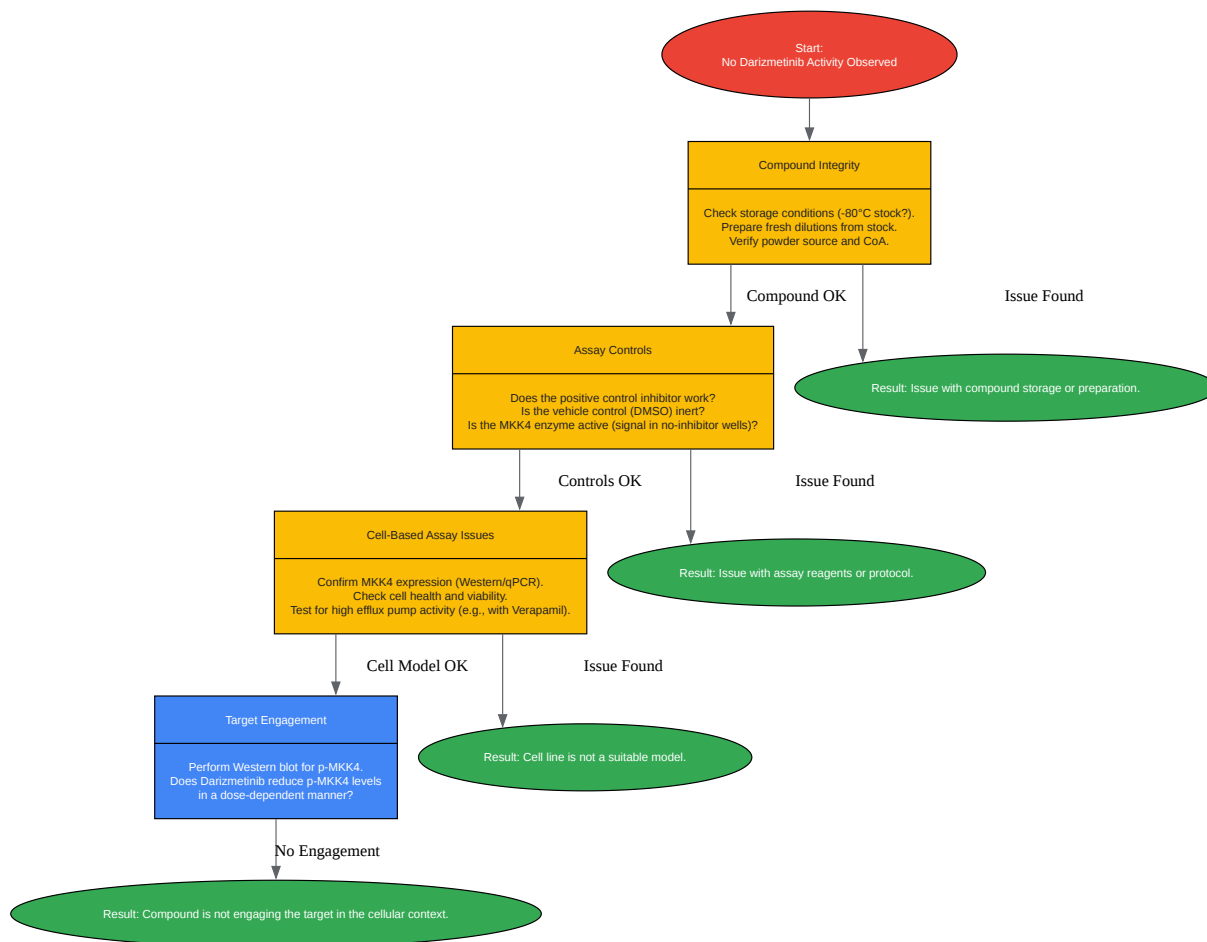 Start:
No Darizmetinib Activity Observed
Compound Integrity
Check storage conditions (-80°C stock?).
Prepare fresh dilutions from stock.
Verify powder source and CoA.
Compound OK
Issue Found
Assay Controls
Does the positive control inhibitor work?
Is the vehicle control (DMSO) inert?
Is the MKK4 enzyme active (signal in no-inhibitor wells)?
Result: Issue with compound storage or preparation.
Controls OK
Issue Found
Cell-Based Assay Issues
Confirm MKK4 expression (Western/qPCR).
Check cell health and viability.
Test for high efflux pump activity (e.g., with Verapamil).
Result: Issue with assay reagents or protocol.
Cell Model OK
Issue Found
Target Engagement
Perform Western blot for p-MKK4.
Does Darizmetinib reduce p-MKK4 levels
in a dose-dependent manner?
Result: Cell line is not a suitable model.
No Engagement
Result: Compound is not engaging the target in the cellular context.